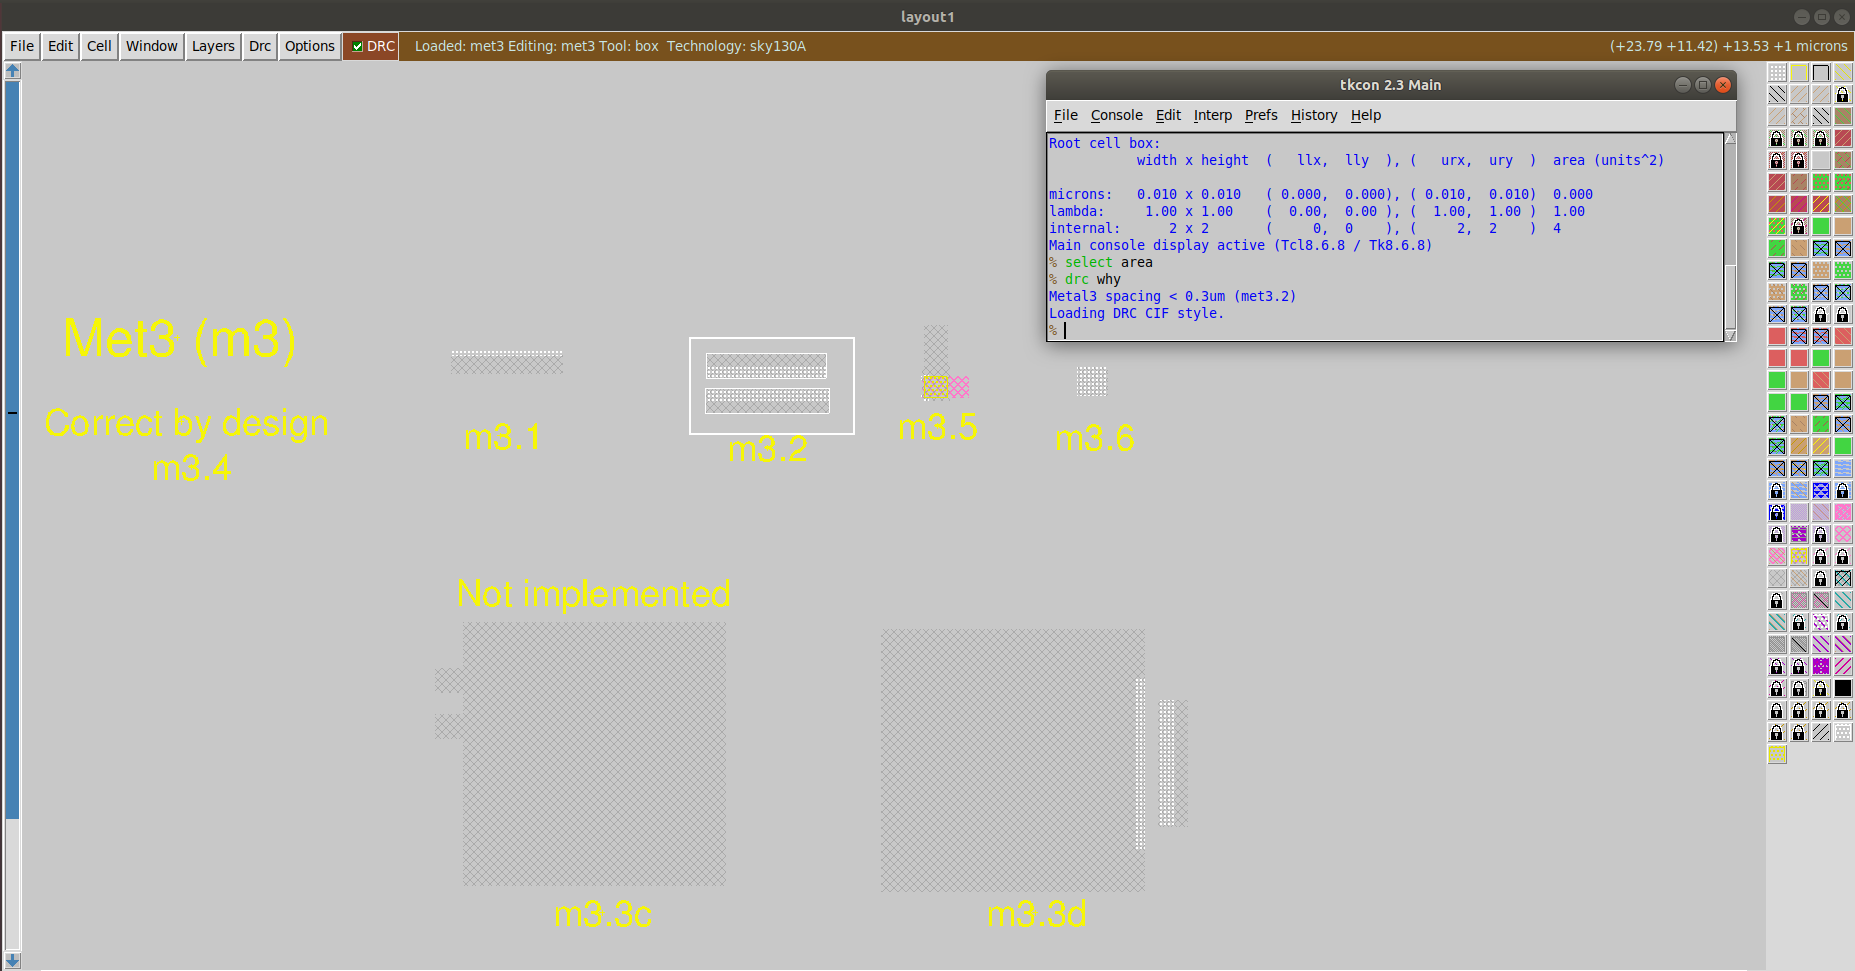 layout1
File Edit Cell Window Layers Drc Options DRC Loaded: met3 Editing: met3 Tool: box Technology: sky130A (+23.79 +11.42) +13.53 +1 microns
tkcon 2.3 Main
File Console Edit Interp Prefs History Help
Root cell box:
width x height ( llx, lly ), ( urx, ury ) area (units^2)
microns: 0.010 x 0.010 ( 0.000, 0.000), ( 0.010, 0.010) 0.000
lambda: 1.00 x 1.00 ( 0.00, 0.00 ), ( 1.00, 1.00 ) 1.00
internal: 2 x 2 ( 0, 0 ), ( 2, 2 ) 4
Main console display active (Tcl8.6.8 / Tk8.6.8)
% select area
% drc why
Metal3 spacing < 0.3um (met3.2)
Loading DRC CIF style.
%
Met3 (m3)
Correct by design
m3.4
m3.1
m3.2
m3.5
m3.6
Not implemented
m3.3c
m3.3d